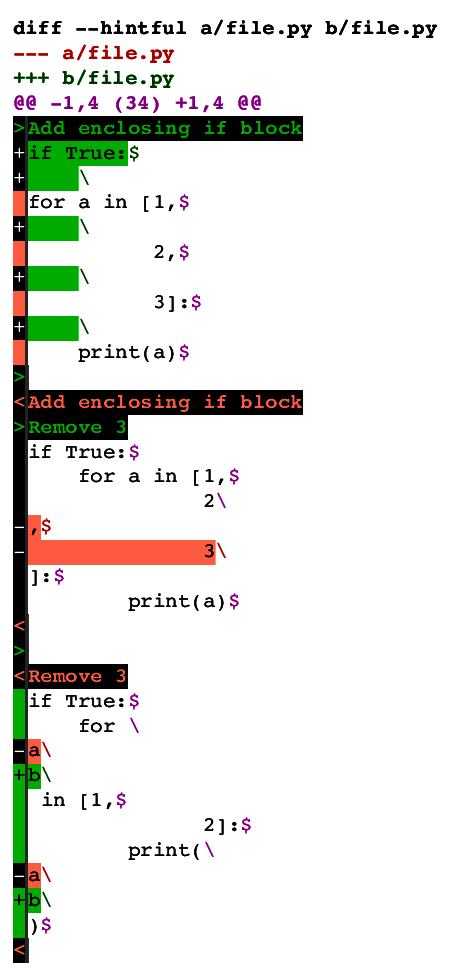 diff --hintful a/file.py b/file.py
--- a/file.py
+++ b/file.py
@@ -1,4 (34) +1,4 @@
>Add enclosing if block
+if True:$
+    \
 for a in [1,$
+    \
           2,$
+    \
           3]:$
+    \
     print(a)$
>
<Add enclosing if block
>Remove 3
 if True:$
     for a in [1,$
               2\
-,$
-              3\
 ]:$
         print(a)$
<
>
<Remove 3
 if True:$
     for \
-a\
+b\
  in [1,$
               2]:$
         print(\
-a\
+b\
 )$
<